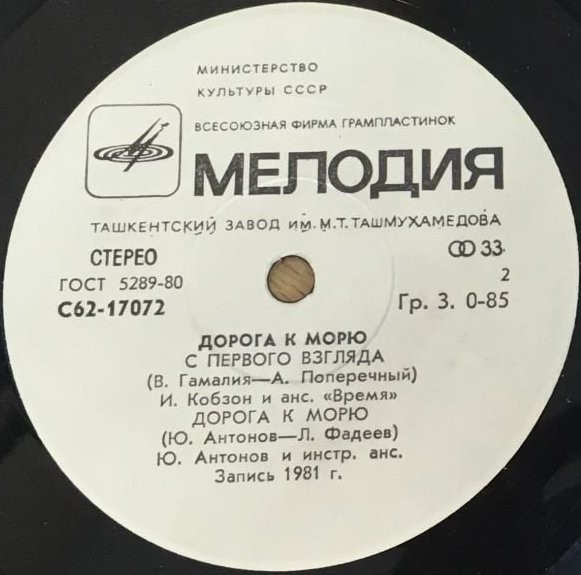 МИНИСТЕРСТВО
КУЛЬТУРЫ СССР
ВСЕСОЮЗНАЯ ФИРМА ГРАМПЛАСТИНОК
МЕЛОДИЯ
ТАШКЕНТСКИЙ ЗАВОД ИМ. М.Т. ТАШМУХАМЕДОВА
СТЕРЕО
33
ГОСТ 5289-80
2
С62-17072
Гр. 3. 0-85
ДОРОГА К МОРЮ
С ПЕРВОГО ВЗГЛЯДА
(В. Гамалия—А. Поперечный)
И. Кобзон и анс. «Время»
ДОРОГА К МОРЮ
(Ю. Антонов—Л. Фадеев)
Ю. Антонов и инстр. анс.
Запись 1981 г.